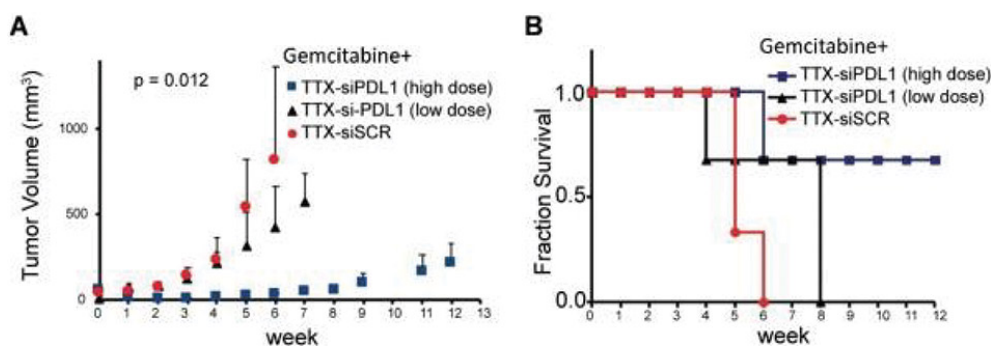 A
Gemcitabine+
p = 0.012
TTX-siPDL1 (high dose)
TTX-si-PDL1 (low dose)
TTX-siSCR
Tumor Volume (mm³)
1000
500
0
0 1 2 3 4 5 6 7 8 9 11 12 13
week
B
Gemcitabine+
TTX-siPDL1 (high dose)
TTX-siPDL1 (low dose)
TTX-siSCR
Fraction Survival
1.0
0.5
0.0
0 1 2 3 4 5 6 7 8 9 10 11 12
week